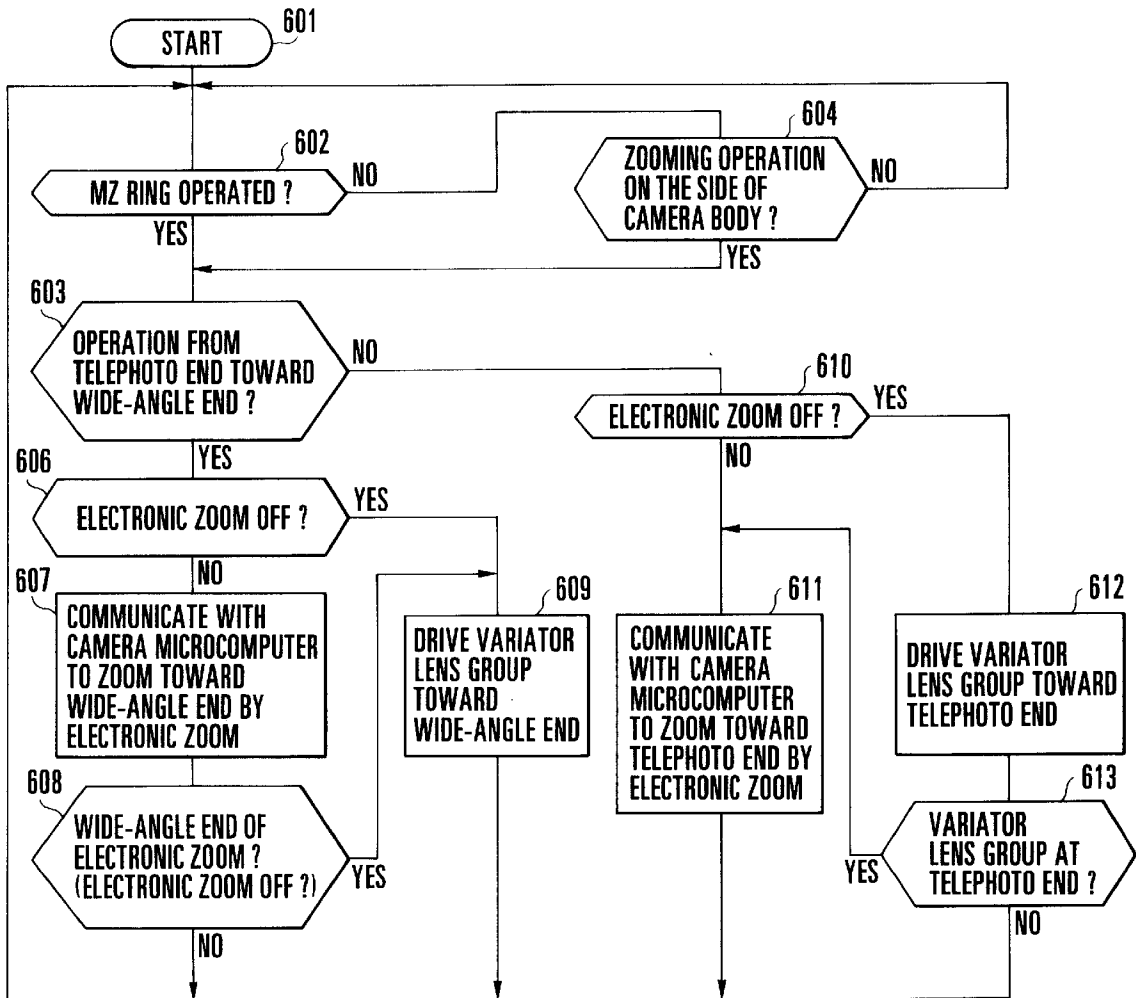 601
START
602
MZ RING OPERATED ?
NO
YES
604
ZOOMING OPERATION
ON THE SIDE OF
CAMERA BODY ?
NO
YES
603
OPERATION FROM
TELEPHOTO END TOWARD
WIDE-ANGLE END ?
NO
YES
610
ELECTRONIC ZOOM OFF ?
YES
NO
606
ELECTRONIC ZOOM OFF ?
YES
NO
607
COMMUNICATE WITH
CAMERA MICROCOMPUTER
TO ZOOM TOWARD
WIDE-ANGLE END BY
ELECTRONIC ZOOM
609
DRIVE VARIATOR
LENS GROUP
TOWARD
WIDE-ANGLE END
611
COMMUNICATE
WITH CAMERA
MICROCOMPUTER
TO ZOOM TOWARD
TELEPHOTO END BY
ELECTRONIC ZOOM
612
DRIVE VARIATOR
LENS GROUP TOWARD
TELEPHOTO END
608
WIDE-ANGLE END OF
ELECTRONIC ZOOM ?
(ELECTRONIC ZOOM OFF ?)
YES
NO
613
VARIATOR
LENS GROUP AT
TELEPHOTO END ?
YES
NO